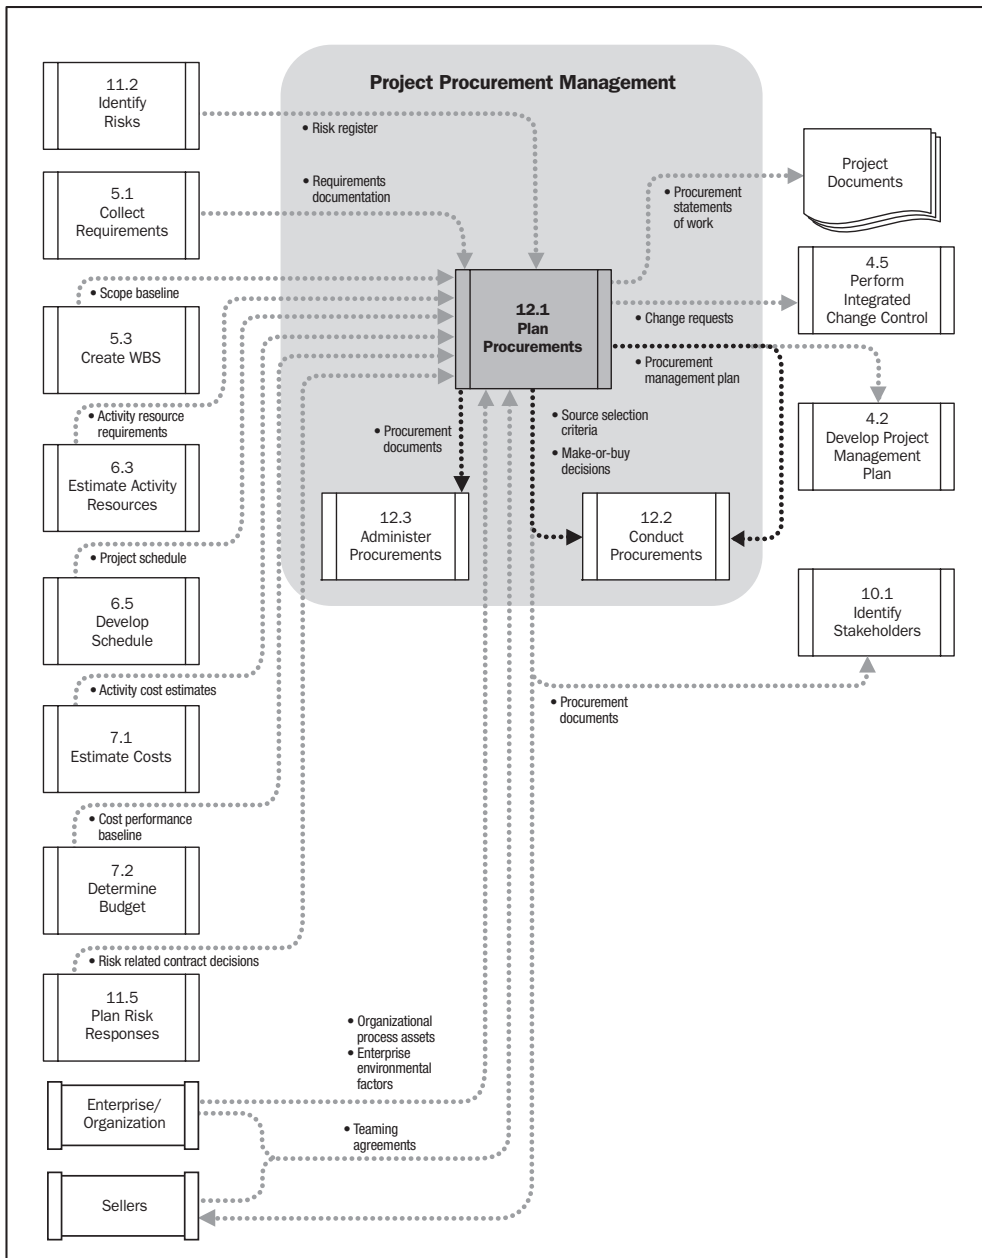 Project Procurement Management
11.2
Identify
Risks
• Risk register
5.1
Collect
Requirements
• Requirements
documentation
• Procurement
statements
of work
Project
Documents
4.5
Perform
Integrated
Change Control
12.1
Plan
Procurements
• Change requests
• Scope baseline
5.3
Create WBS
• Procurement
management plan
• Activity resource
requirements
6.3
Estimate Activity
Resources
• Procurement
documents
• Source selection
criteria
• Make-or-buy
decisions
4.2
Develop Project
Management
Plan
12.3
Administer
Procurements
12.2
Conduct
Procurements
• Project schedule
6.5
Develop
Schedule
10.1
Identify
Stakeholders
• Activity cost estimates
7.1
Estimate Costs
• Procurement
documents
• Cost performance
baseline
7.2
Determine
Budget
• Risk related contract decisions
11.5
Plan Risk
Responses
• Organizational
process assets
• Enterprise
environmental
factors
Enterprise/
Organization
• Teaming
agreements
Sellers